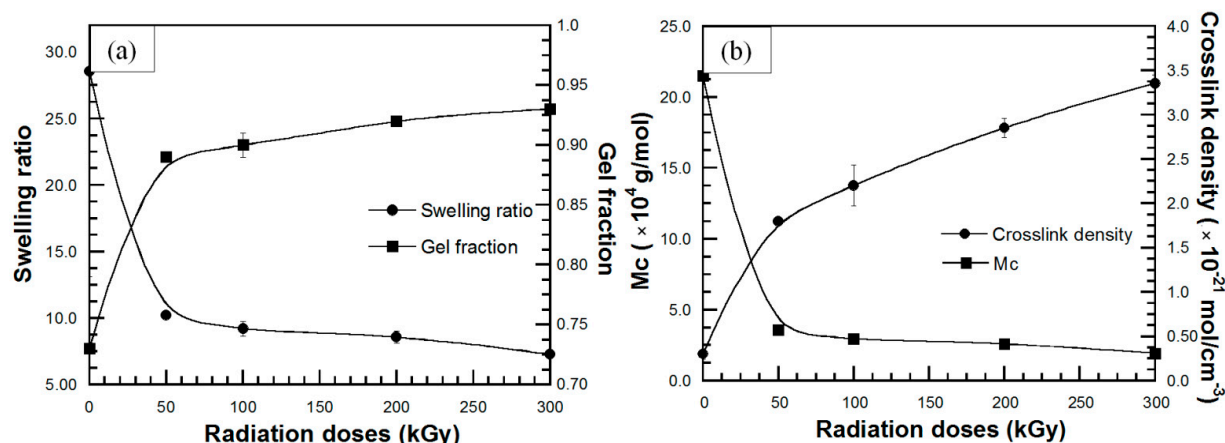 (a)
Swelling ratio
30.0
25.0
20.0
15.0
10.0
5.00
1.0
0.95
0.90
0.85
0.80
0.75
0.70
Gel fraction
Swelling ratio
Gel fraction
0 50 100 150 200 250 300
Radiation doses (kGy)
(b)
Mc ( × 10⁴ g/mol)
25.0
20.0
15.0
10.0
5.0
0.0
4.0
3.5
3.0
2.5
2.0
1.5
1.0
0.50
0.0
Crosslink density ( × 10⁻²¹ mol/cm⁻³)
Crosslink density
Mc
0 50 100 150 200 250 300
Radiation doses (kGy)